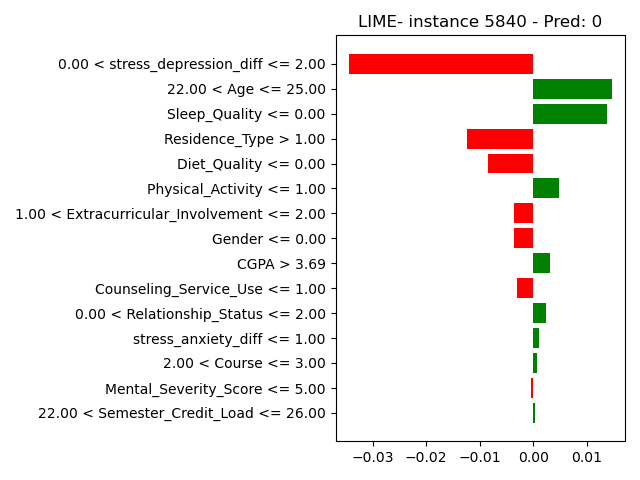 LIME- instance 5840 - Pred: 0
0.00 < stress_depression_diff <= 2.00
22.00 < Age <= 25.00
Sleep_Quality <= 0.00
Residence_Type > 1.00
Diet_Quality <= 0.00
Physical_Activity <= 1.00
1.00 < Extracurricular_Involvement <= 2.00
Gender <= 0.00
CGPA > 3.69
Counseling_Service_Use <= 1.00
0.00 < Relationship_Status <= 2.00
stress_anxiety_diff <= 1.00
2.00 < Course <= 3.00
Mental_Severity_Score <= 5.00
22.00 < Semester_Credit_Load <= 26.00
−0.03 −0.02 −0.01 0.00 0.01